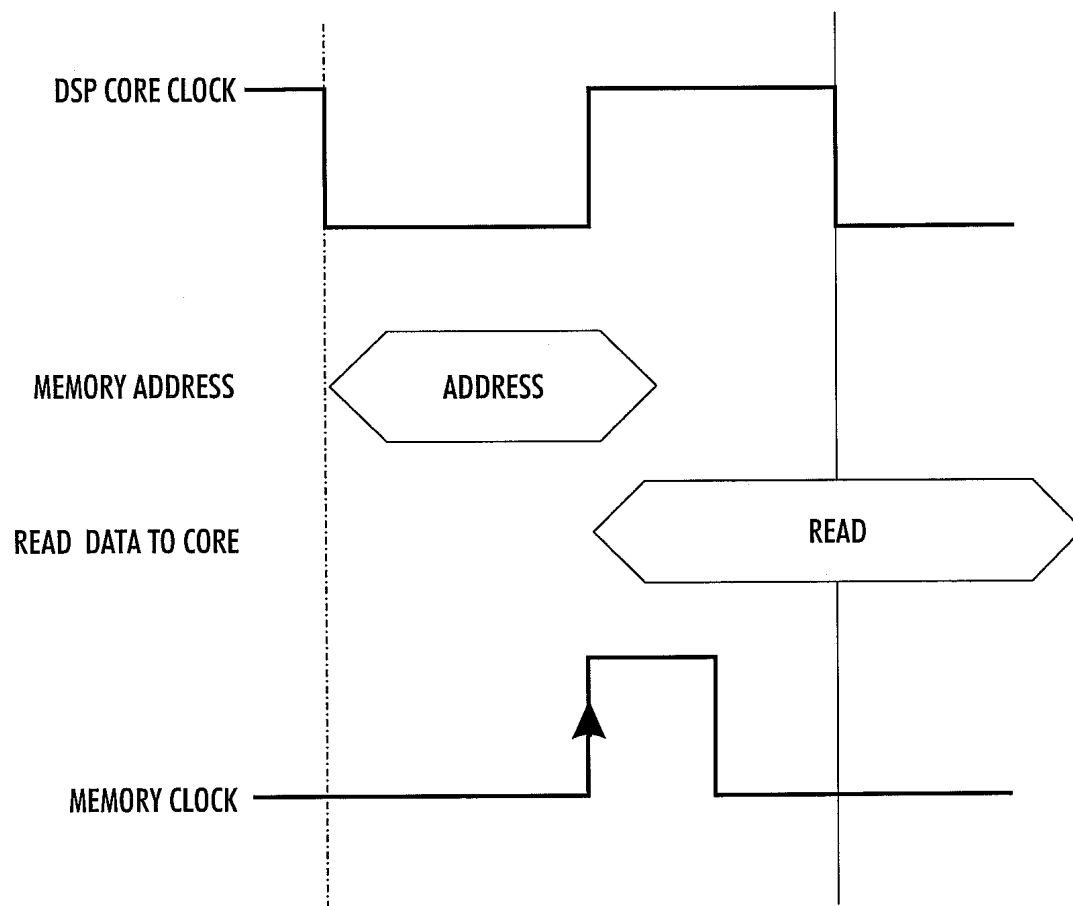 DSP CORE CLOCK
MEMORY ADDRESS
ADDRESS
READ DATA TO CORE
READ
MEMORY CLOCK